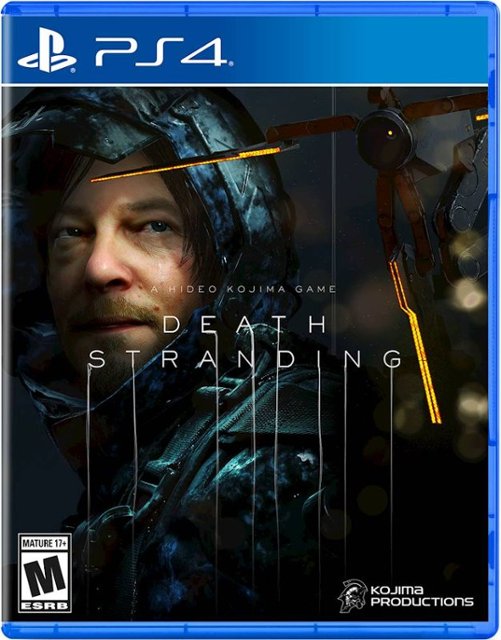 PS4
A HIDEO KOJIMA GAME
DEATH
STRANDING
MATURE 17+
M
ESRB
KOJIMA
PRODUCTIONS